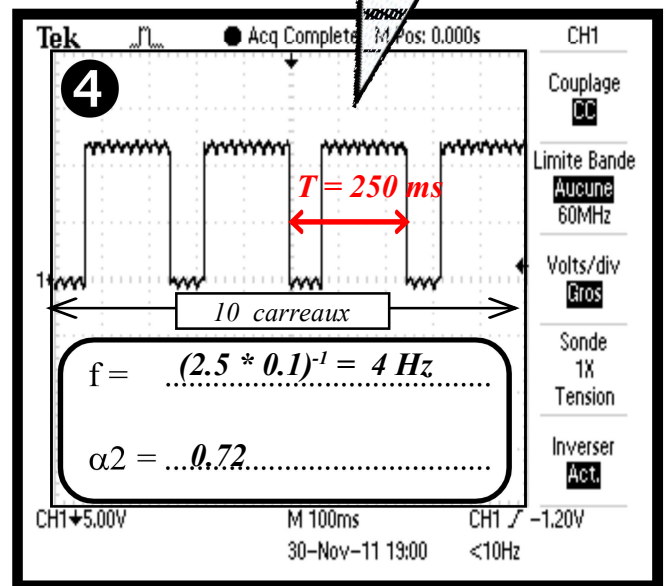 Tek Acq Complete M Pos: 0.000s CH1
4
Couplage
CC
Limite Bande
Aucune
60MHz
T = 250 ms
Volts/div
Gros
1
10 carreaux
Sonde
1X
Tension
f = (2.5 * 0.1)⁻¹ = 4 Hz
α2 = ...0.72...
Inverser
Act.
CH1 5.00V M 100ms CH1 -1.20V
30-Nov-11 19:00 <10Hz